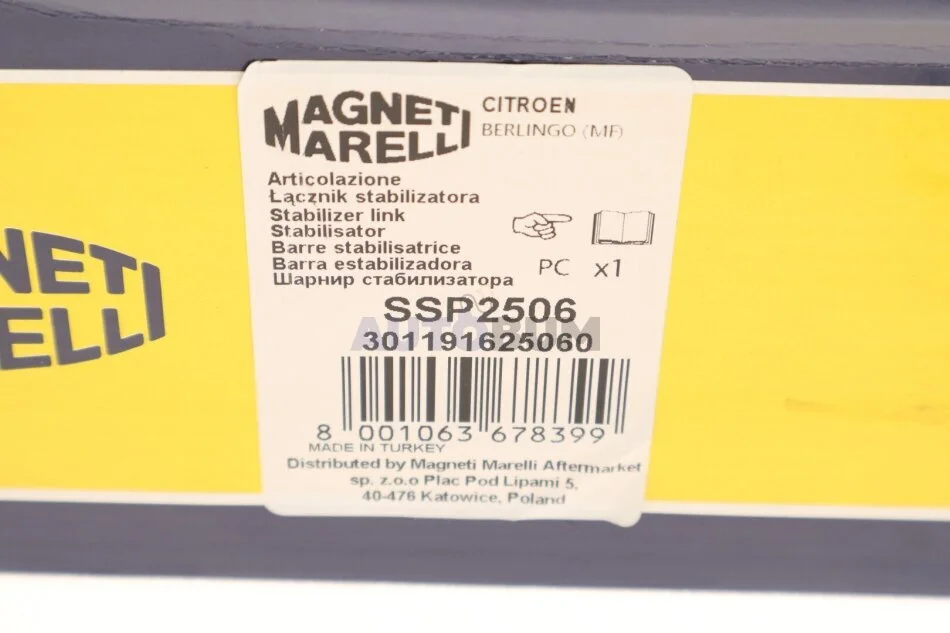 MAGNETI
MARELLI
CITROEN
BERLINGO (MF)
Articolazione
Łącznik stabilizatora
Stabilizer link
Stabilisator
Barre stabilisatrice
Barra estabilizadora
Шарнир стабилизатора
PC x1
SSP2506
AUTOBUM
301191625060
8 001063 678399
MADE IN TURKEY
Distributed by Magneti Marelli Aftermarket
sp. z.o.o Plac Pod Lipami 5,
40-476 Katowice, Poland
NETI
ELLI